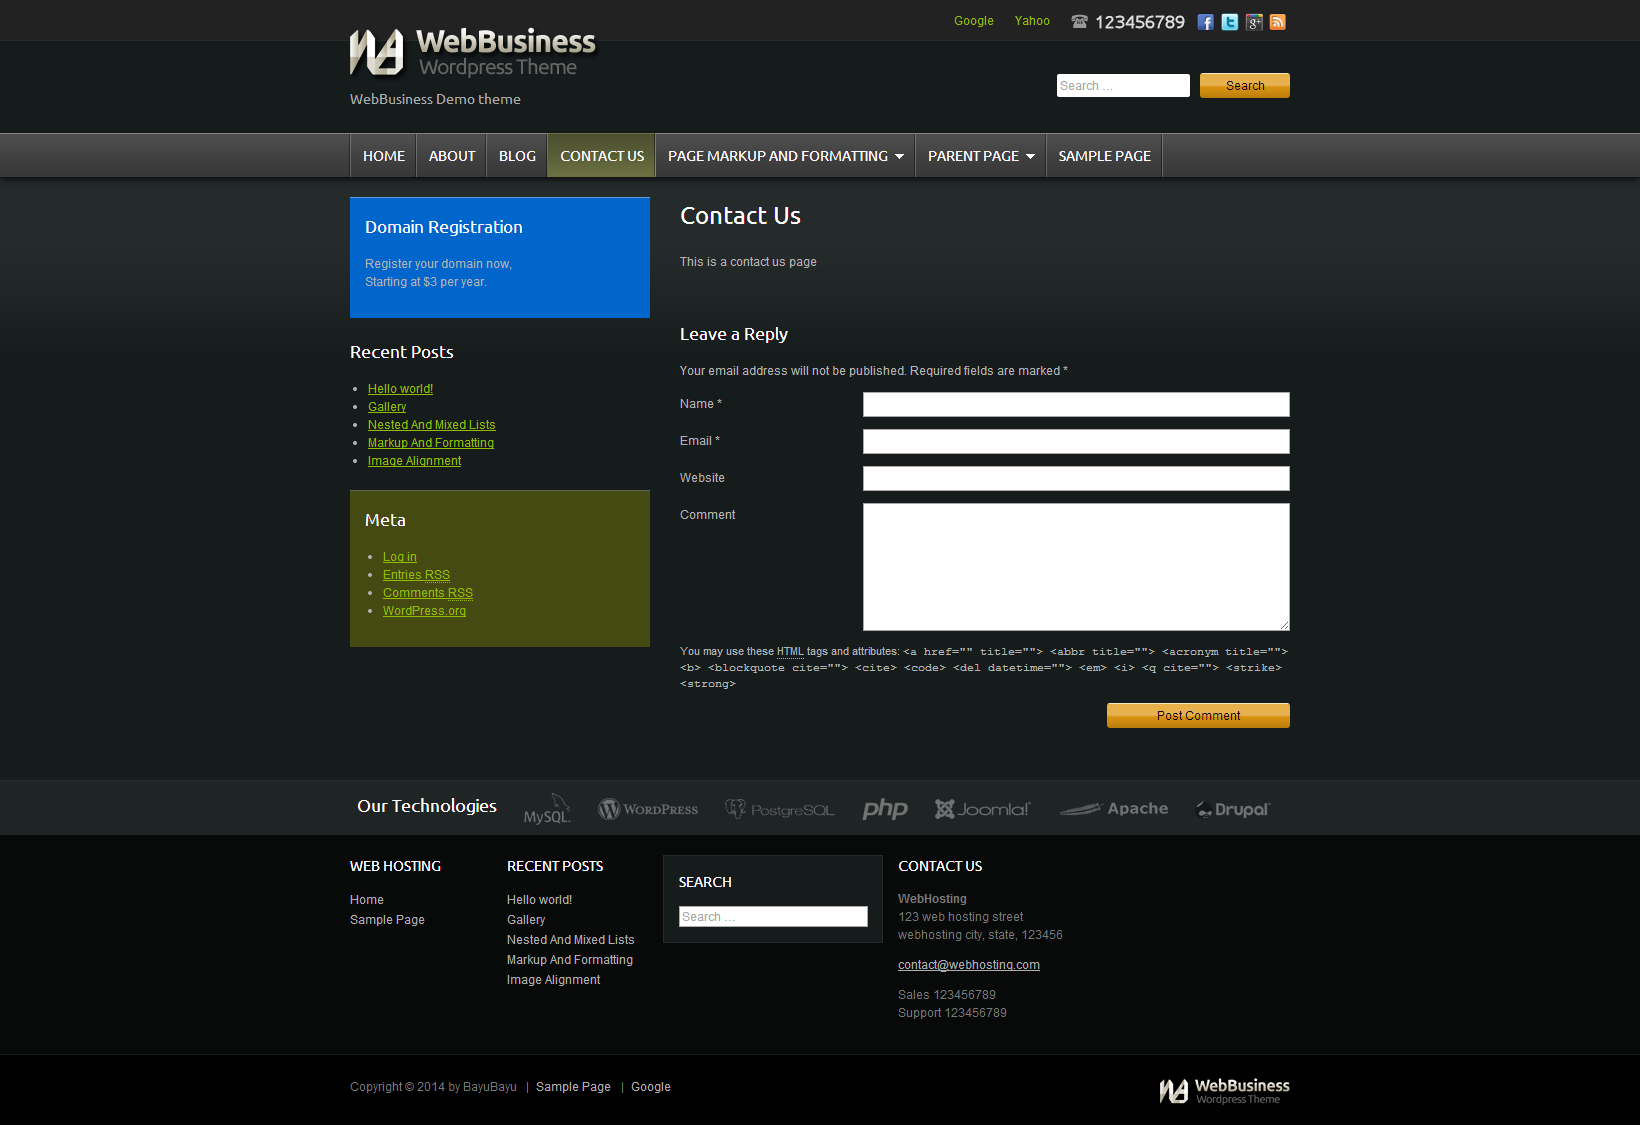 Google Yahoo 123456789
WebBusiness
Wordpress Theme
WebBusiness Demo theme
Search ... Search
HOME ABOUT BLOG CONTACT US PAGE MARKUP AND FORMATTING PARENT PAGE SAMPLE PAGE
Domain Registration
Register your domain now,
Starting at $3 per year.
Recent Posts
Hello world!
Gallery
Nested And Mixed Lists
Markup And Formatting
Image Alignment
Meta
Log in
Entries RSS
Comments RSS
WordPress.org
Contact Us
This is a contact us page
Leave a Reply
Your email address will not be published. Required fields are marked *
Name *
Email *
Website
Comment
You may use these HTML tags and attributes: <a href="" title=""> <abbr title=""> <acronym title="">
<b> <blockquote cite=""> <cite> <code> <del datetime=""> <em> <i> <q cite=""> <strike>
<strong>
Post Comment
Our Technologies MySQL WordPress PostgreSQL php Joomla! Apache Drupal
WEB HOSTING
Home
Sample Page
RECENT POSTS
Hello world!
Gallery
Nested And Mixed Lists
Markup And Formatting
Image Alignment
SEARCH
Search ...
CONTACT US
WebHosting
123 web hosting street
webhosting city, state, 123456
contact@webhosting.com
Sales 123456789
Support 123456789
Copyright © 2014 by BayuBayu | Sample Page | Google
WebBusiness
Wordpress Theme